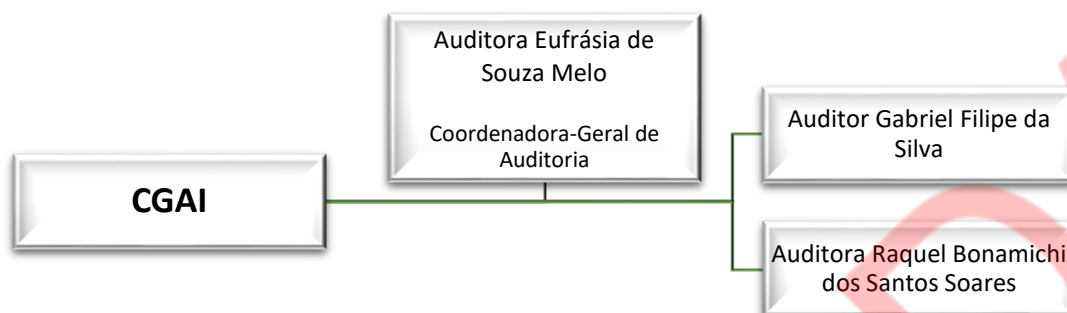 Auditora Eufrásia de
Souza Melo
Coordenadora-Geral de
Auditoria
CGAI
Auditor Gabriel Filipe da
Silva
Auditora Raquel Bonamichi
dos Santos Soares